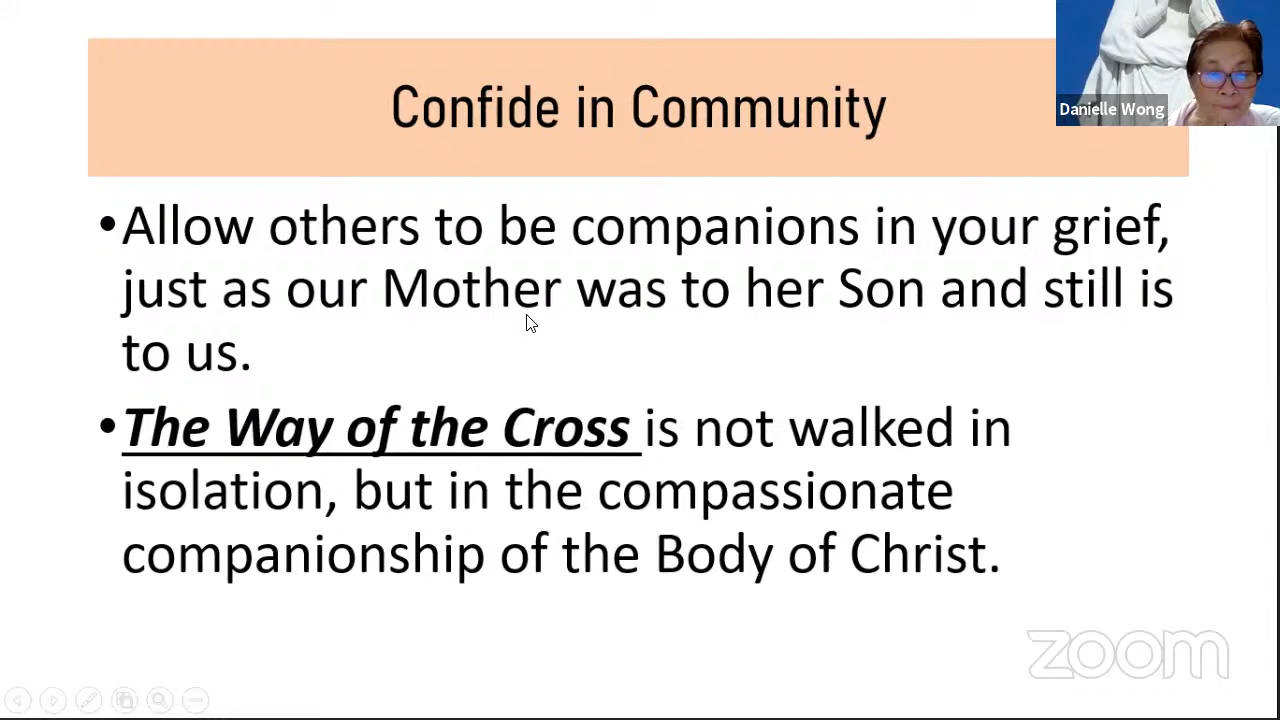 Confide in Community
Danielle Wong
•Allow others to be companions in your grief,
just as our Mother was to her Son and still is
to us.
•The Way of the Cross is not walked in
isolation, but in the compassionate
companionship of the Body of Christ.
zoom